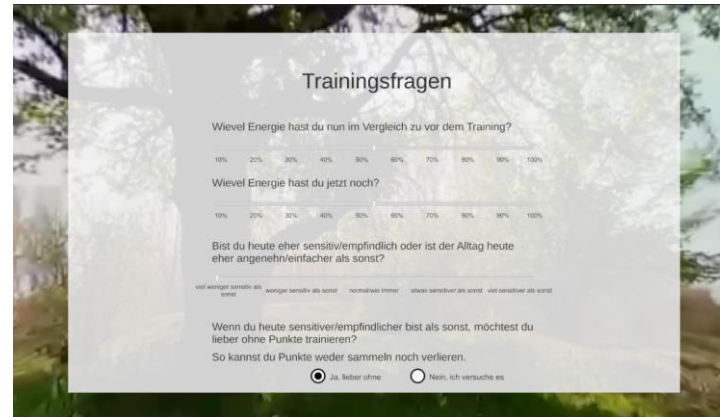 Trainingsfragen
Wievel Energie hast du nun im Vergleich zu vor dem Training?
10% 20% 30% 40% 50% 60% 70% 80% 90% 100%
Wievel Energie hast du jetzt noch?
10% 20% 30% 40% 50% 60% 70% 80% 90% 100%
Bist du heute eher sensitiv/empfindlich oder ist der Alltag heute
eher angenehn/einfacher als sonst?
viel weniger sensitiv als
sonst
weniger sensitiv als sonst
normal/wie immer
etwas sensitiver als sonst
viel sensitiver als sonst
Wenn du heute sensitiver/empfindlicher bist als sonst, möchtest du
lieber ohne Punkte trainieren?
So kannst du Punkte weder sammeln noch verlieren.
Ja, lieber ohne
Nein, ich versuche es